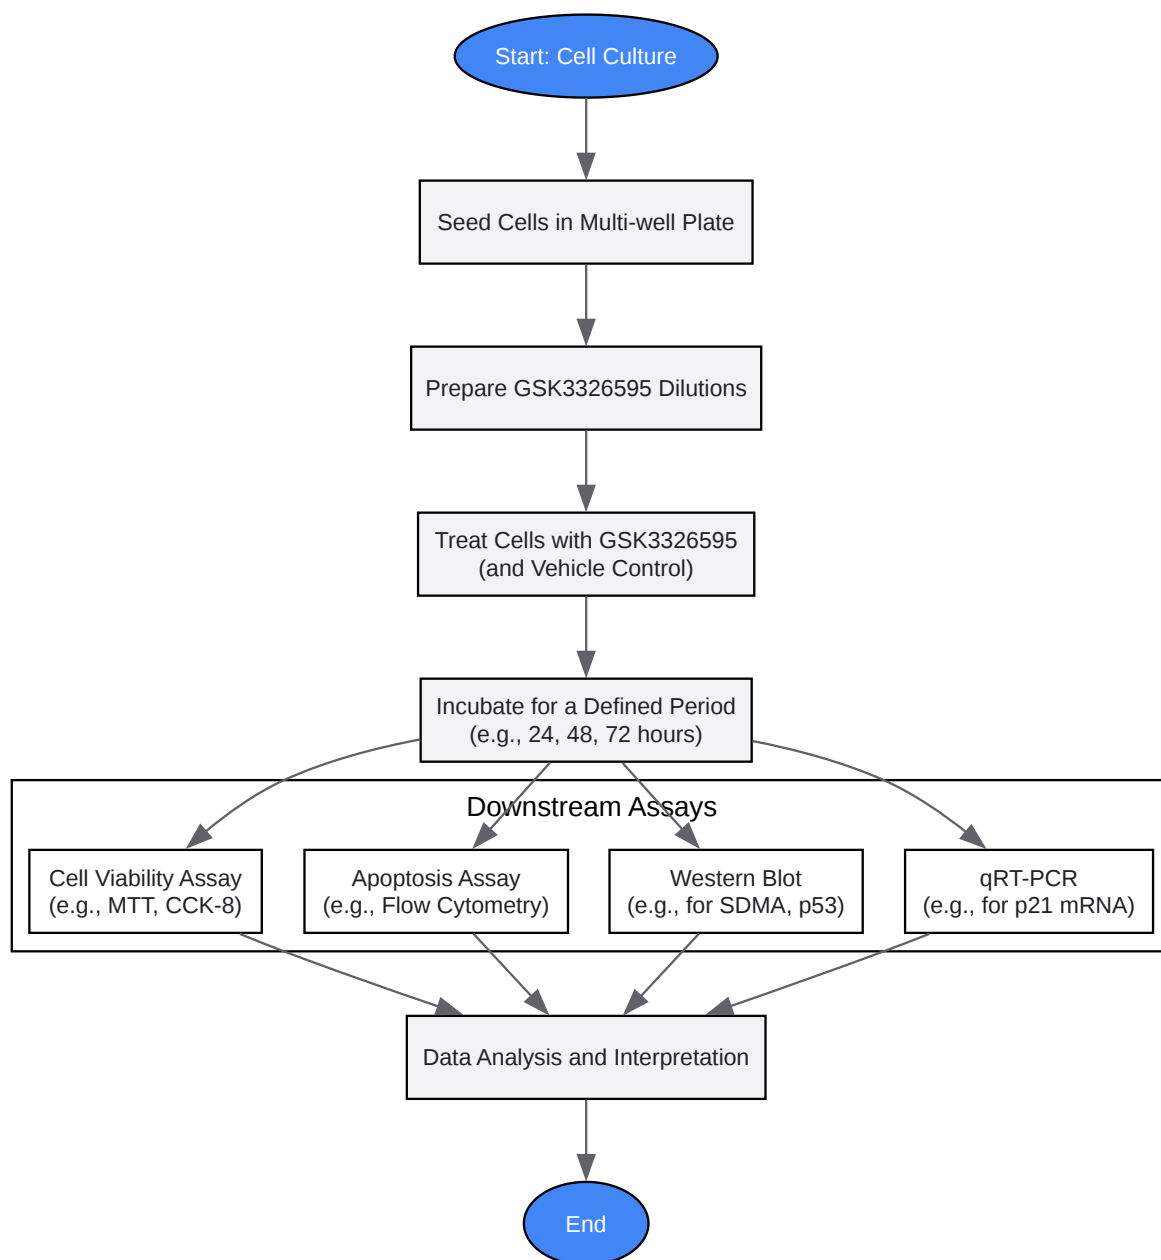 Start: Cell Culture
Seed Cells in Multi-well Plate
Prepare GSK3326595 Dilutions
Treat Cells with GSK3326595
(and Vehicle Control)
Incubate for a Defined Period
(e.g., 24, 48, 72 hours)
Downstream Assays
Cell Viability Assay
(e.g., MTT, CCK-8)
Apoptosis Assay
(e.g., Flow Cytometry)
Western Blot
(e.g., for SDMA, p53)
qRT-PCR
(e.g., for p21 mRNA)
Data Analysis and Interpretation
End